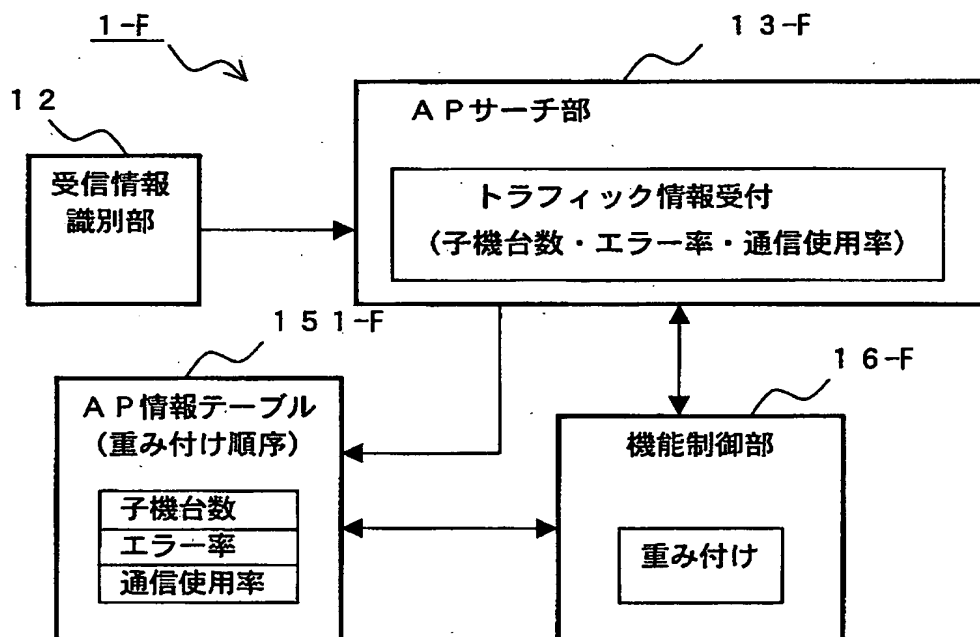 1-F
13-F
12
APサーチ部
受信情報
識別部
トラフィック情報受付
(子機台数・エラー率・通信使用率)
151-F
16-F
AP情報テーブル
(重み付け順序)
機能制御部
子機台数
エラー率
通信使用率
重み付け